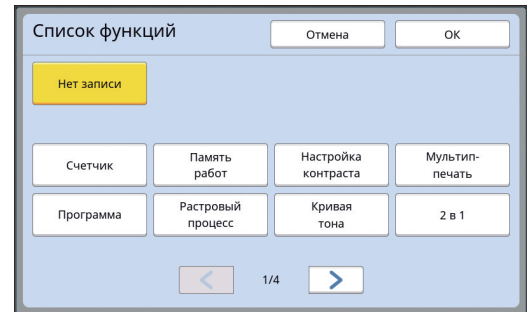 Список функций
Отмена
ОК
Нет записи
Счетчик
Память
работ
Настройка
контраста
Мультип-
печать
Программа
Растровый
процесс
Кривая
тона
2 в 1
1/4